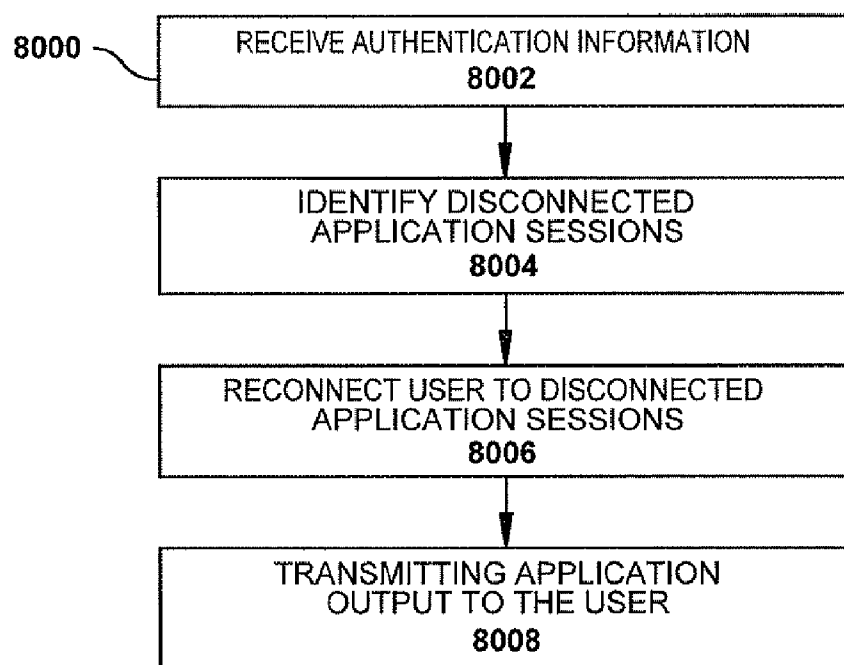 8000
RECEIVE AUTHENTICATION INFORMATION
8002
IDENTIFY DISCONNECTED
APPLICATION SESSIONS
8004
RECONNECT USER TO DISCONNECTED
APPLICATION SESSIONS
8006
TRANSMITTING APPLICATION
OUTPUT TO THE USER
8008